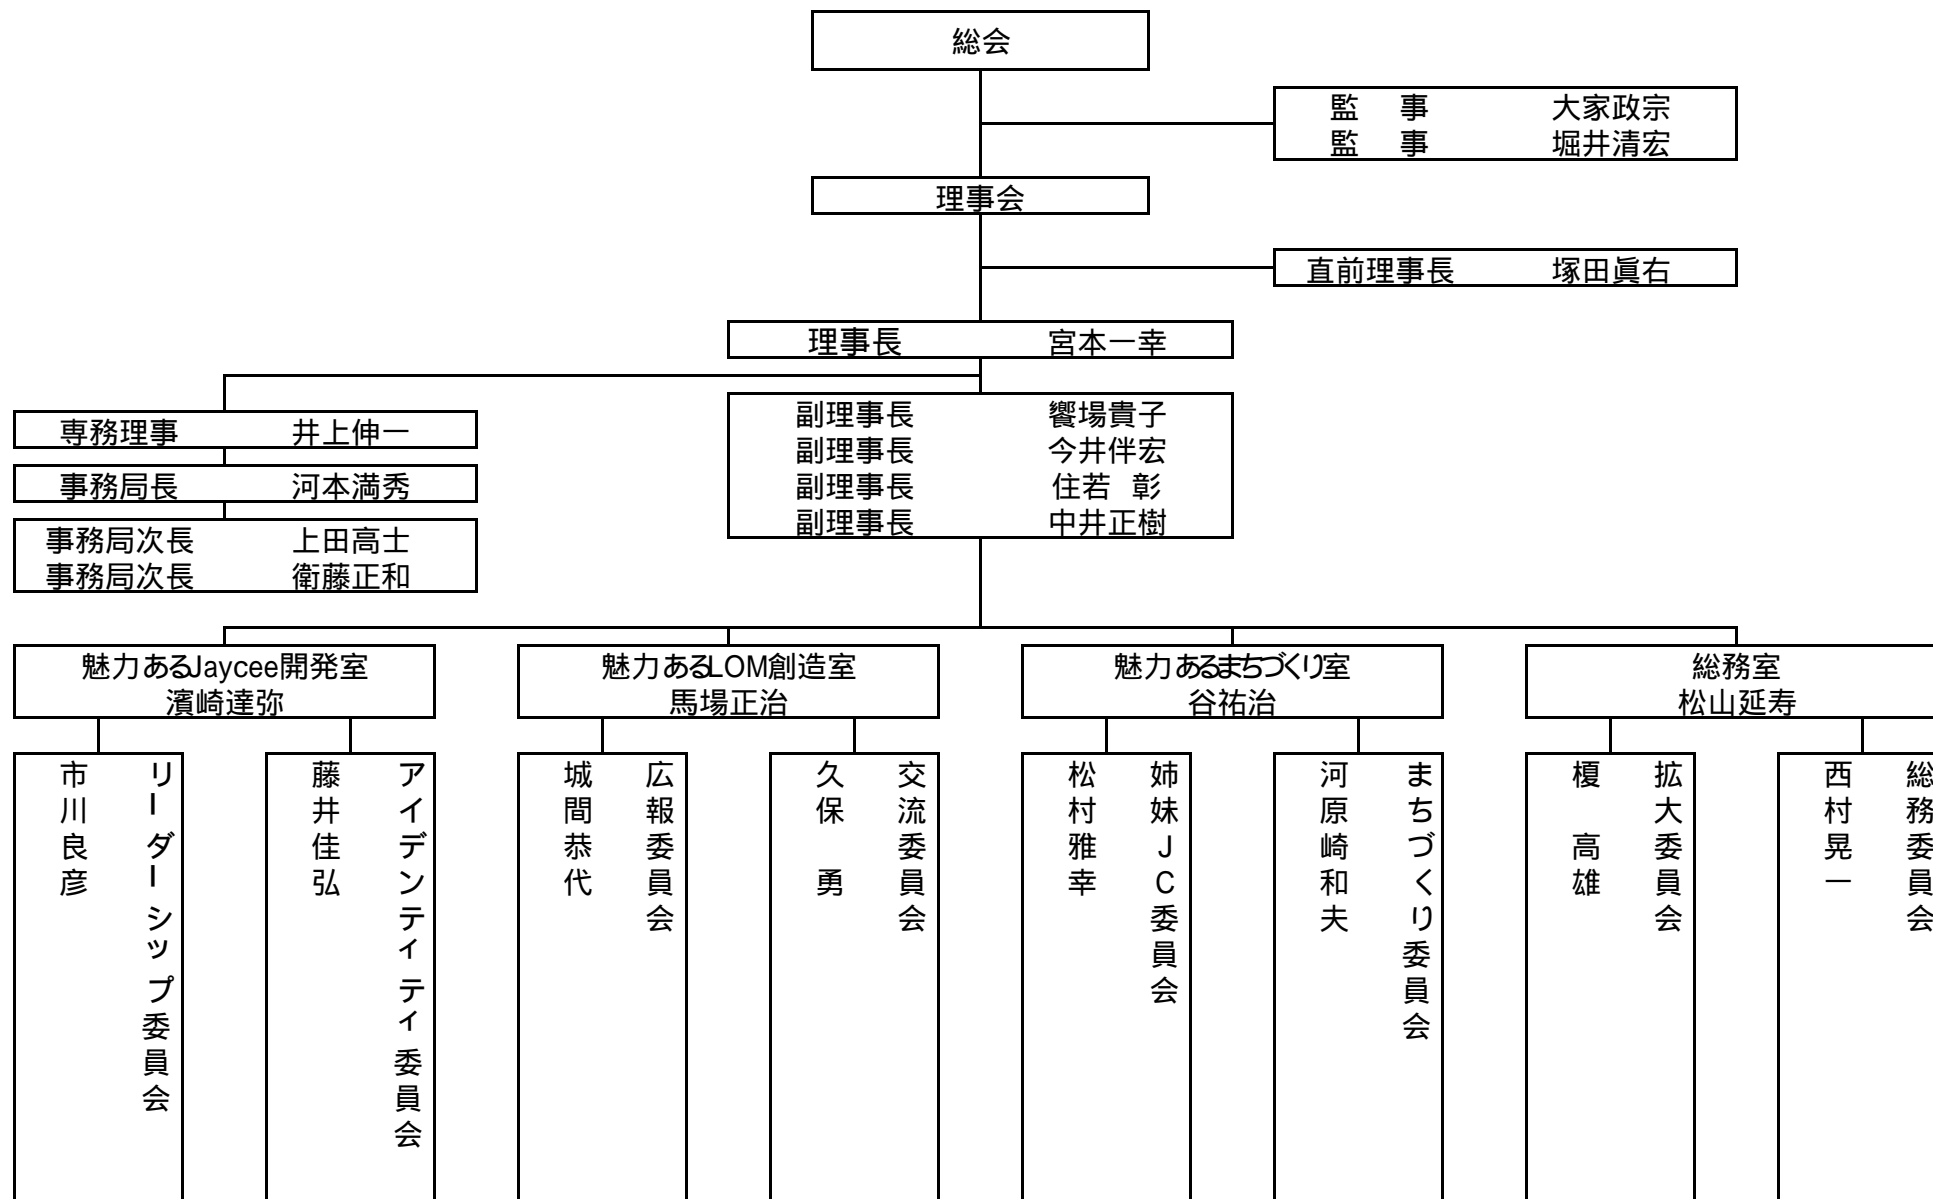 総会
監 事 大家政宗
監 事 堀井清宏
理事会
直前理事長 塚田眞右
理事長 宮本一幸
専務理事 井上伸一
事務局長 河本満秀
事務局次長 上田高士
事務局次長 衛藤正和
副理事長 饗場貴子
副理事長 今井伴宏
副理事長 住若 彰
副理事長 中井正樹
魅力あるJaycee開発室
濱崎達弥
魅力あるLOM創造室
馬場正治
魅力あるまちづくり室
谷祐治
総務室
松山延寿
リーダーシップ委員会
市川良彦
アイデンティティ委員会
藤井佳弘
広報委員会
城間恭代
交流委員会
久保 勇
姉妹JC委員会
松村雅幸
まちづくり委員会
河原崎和夫
拡大委員会
榎 高雄
総務委員会
西村晃一